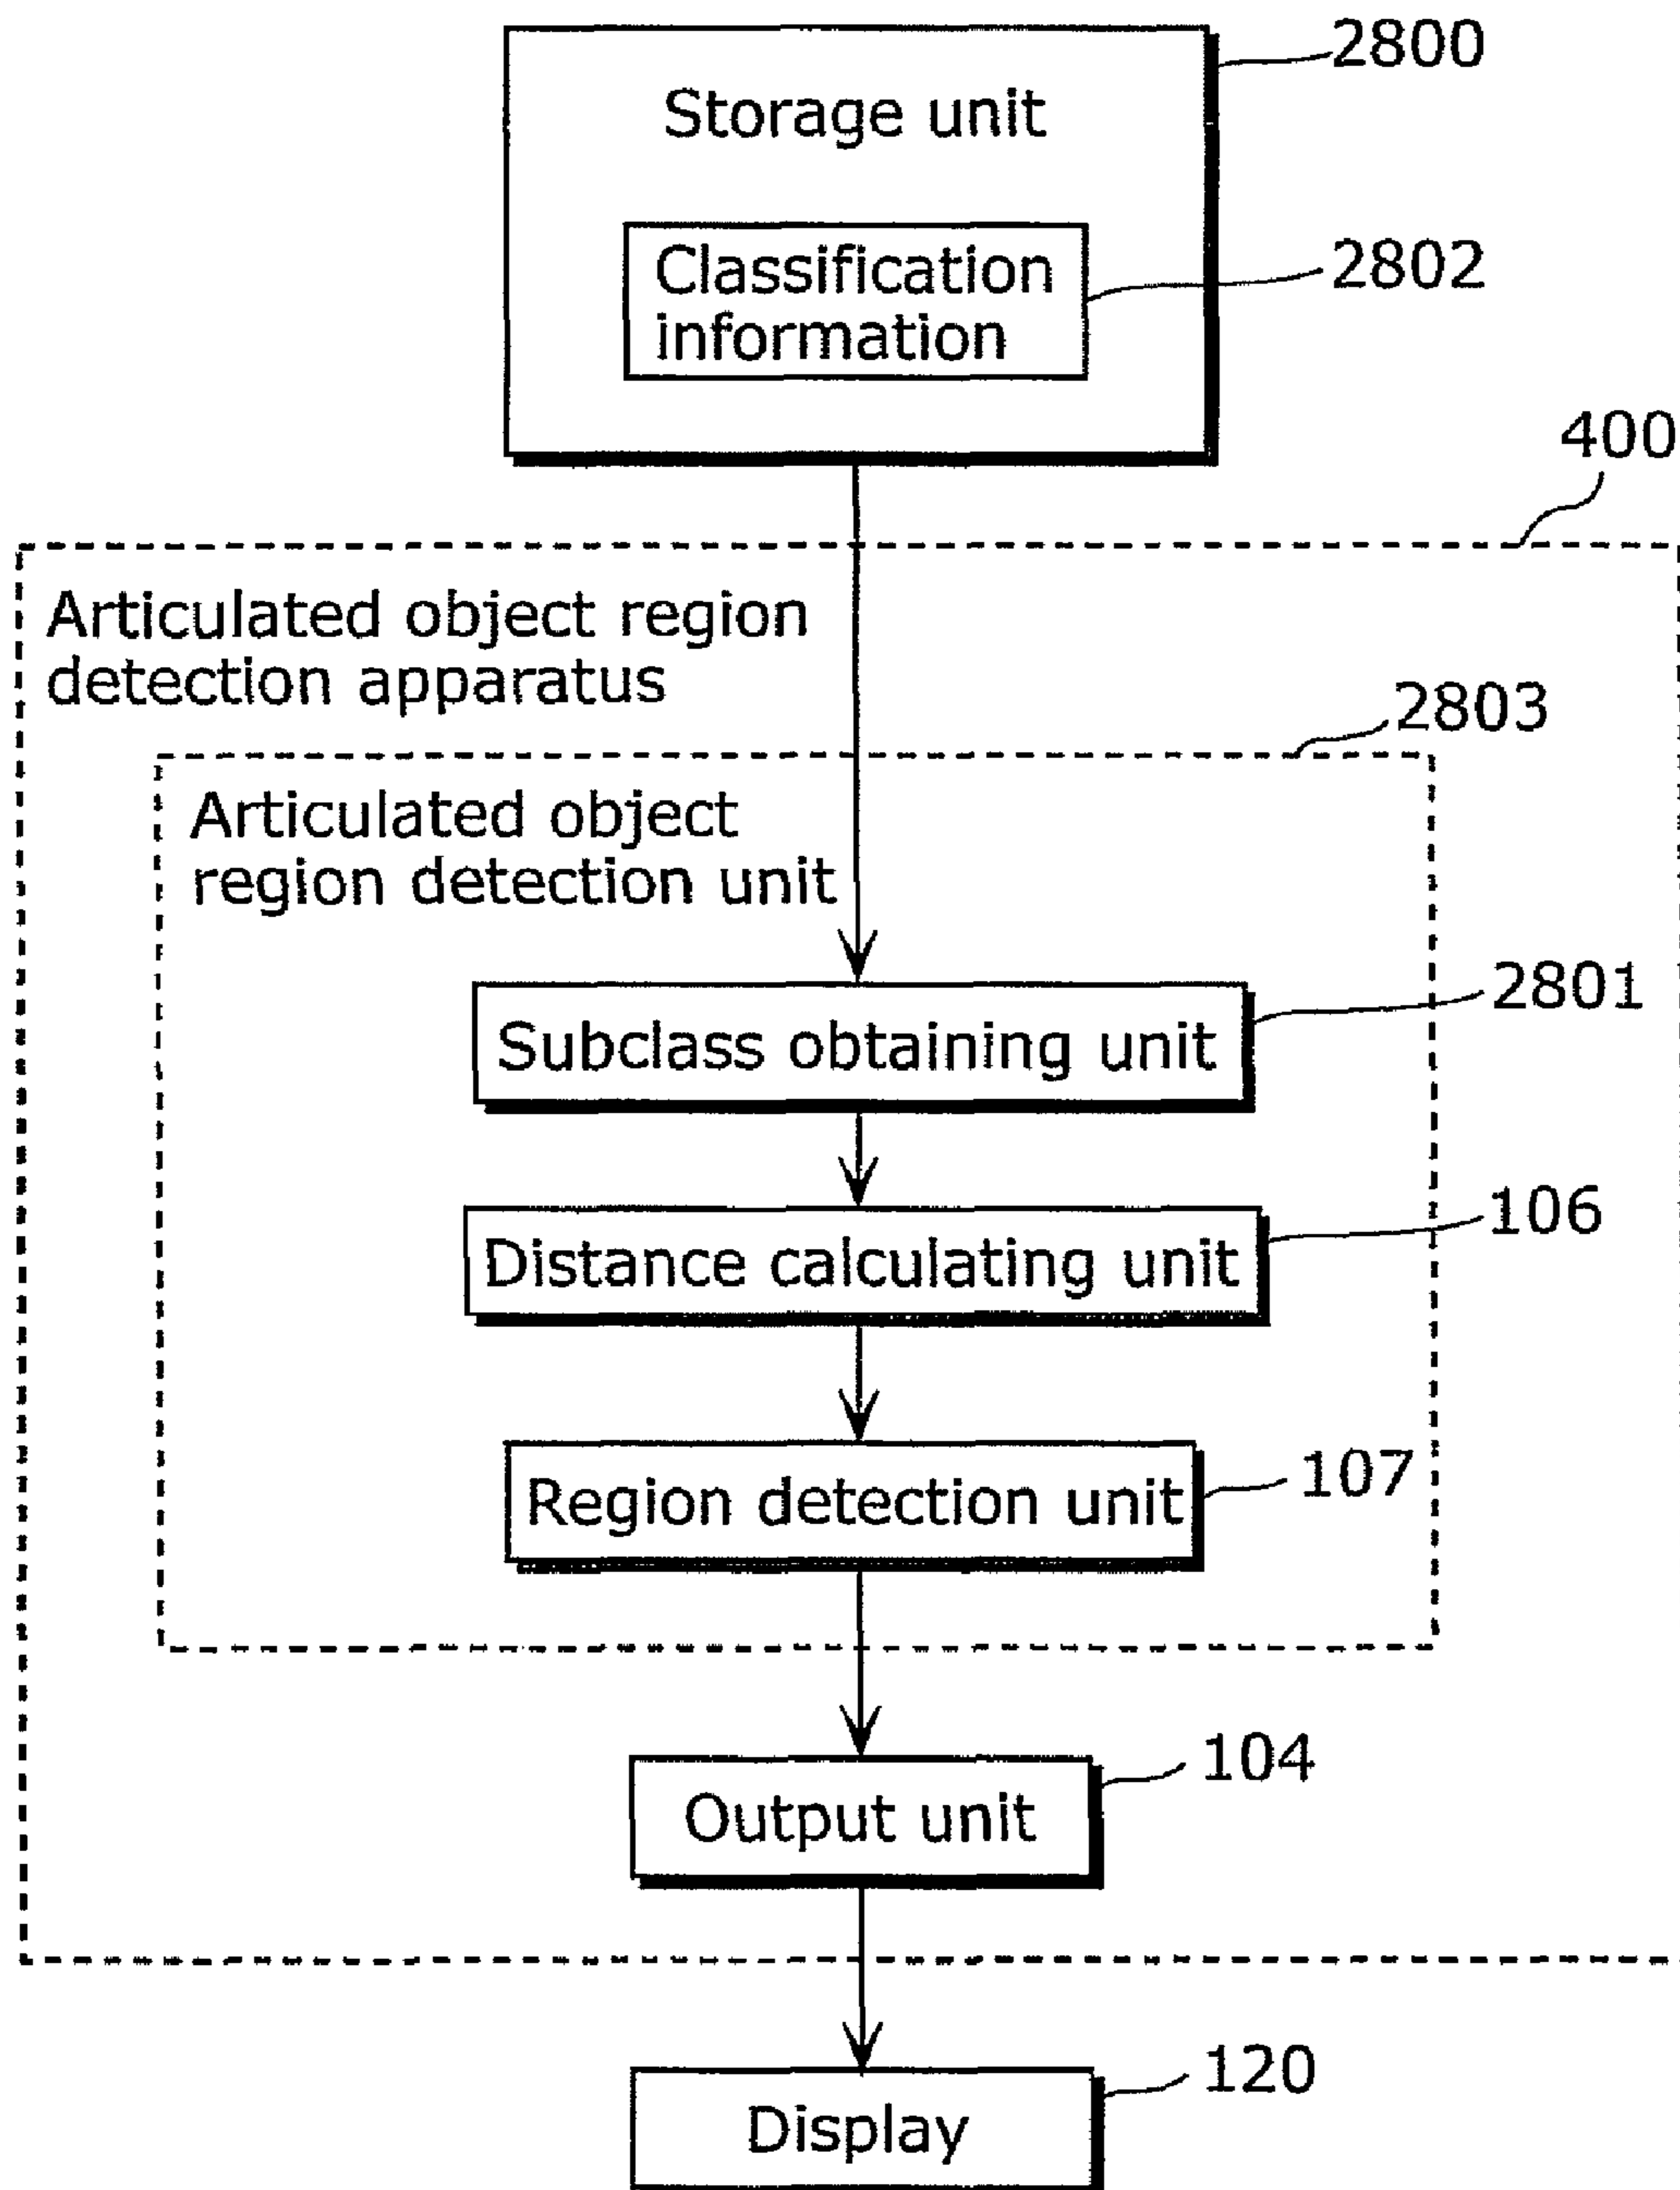 2800
Storage unit
Classification
information
2802
400
Articulated object region
detection apparatus
2803
Articulated object
region detection unit
2801
Subclass obtaining unit
106
Distance calculating unit
107
Region detection unit
104
Output unit
120
Display